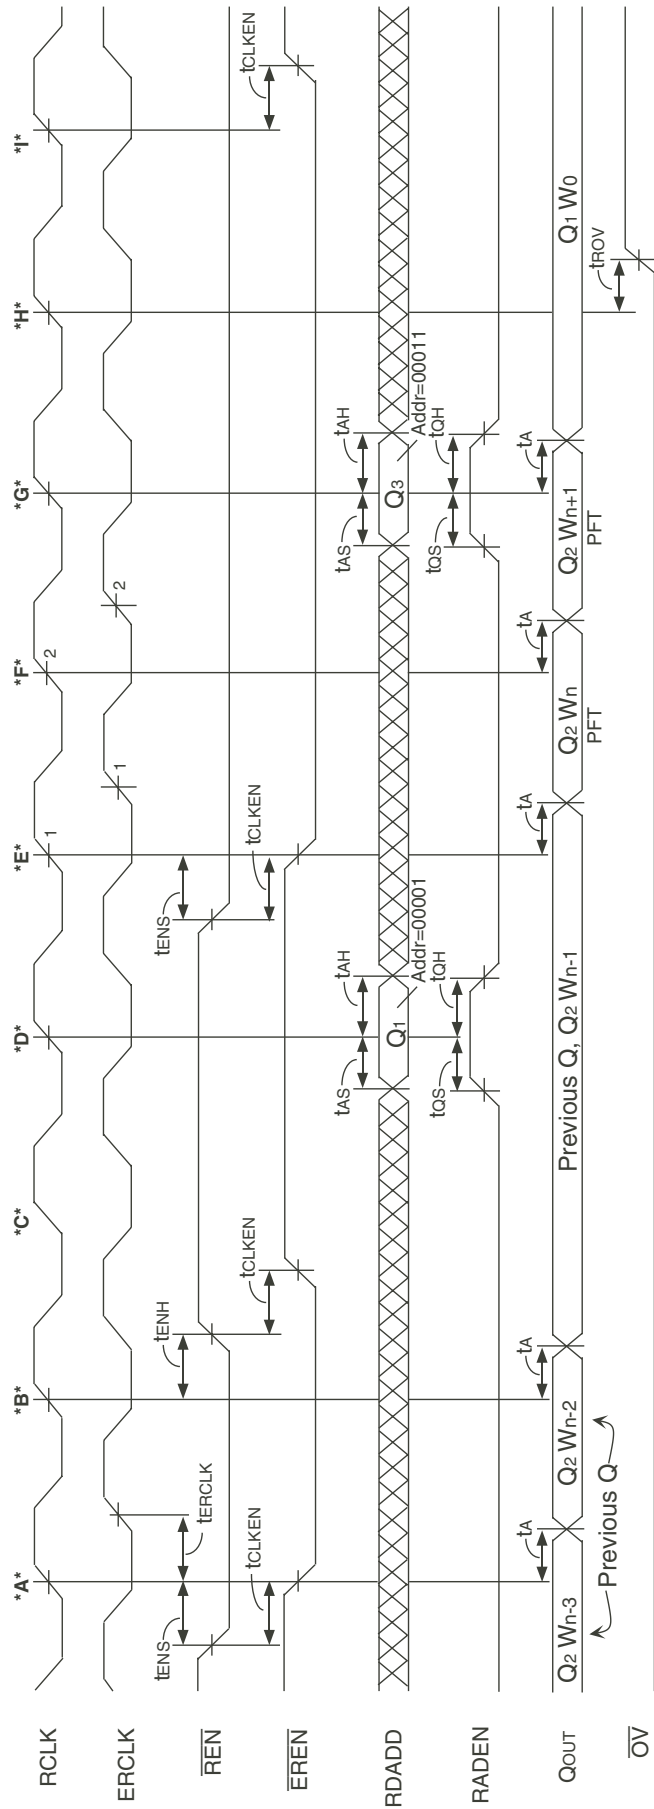 *A* *B* *C* *D* *E* *F* *G* *H* *I*
RCLK 1 2
ERCLK 1 2
tERCLK
REN
tENS tENH tENS
EREN
tCLKEN tCLKEN tCLKEN tCLKEN
RDADD Q1 Q3
tAS tAH tAS tAH
Addr=00001 Addr=00011
RADEN
tQS tQH tQS tQH
QOUT Q2 Wn-3 Q2 Wn-2 Previous Q, Q2 Wn-1 Q2 Wn Q2 Wn+1 Q1 W0
tA tA tA tA tA
Previous Q PFT PFT
OV
tROV